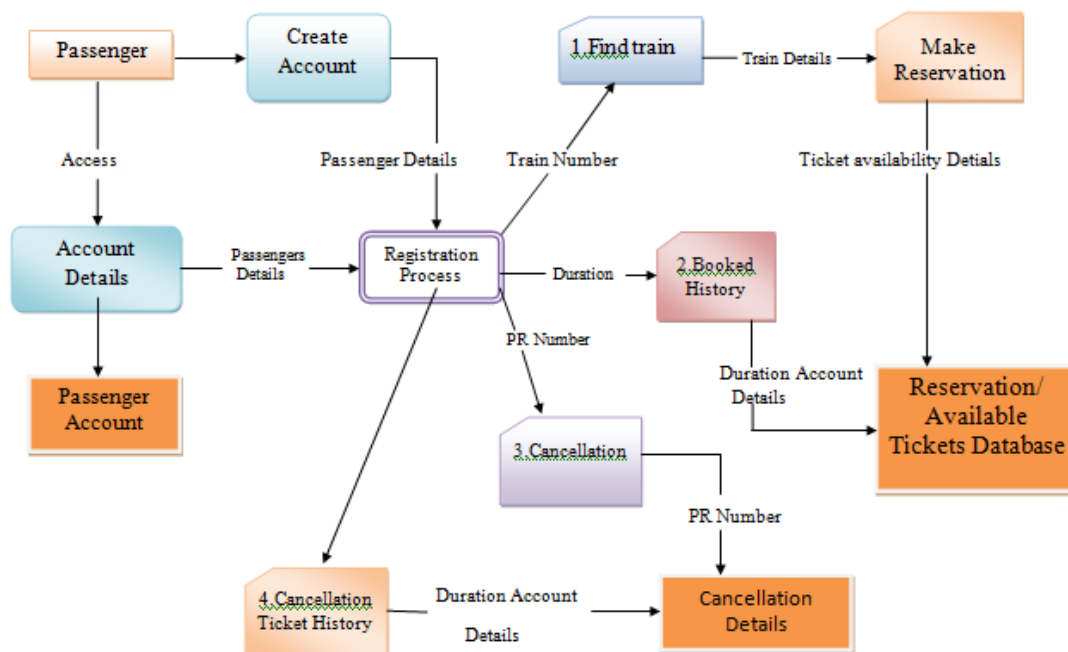 Passenger
Create
Account
1.Find train
Train Details
Make
Reservation
Access
Passenger Details
Train Number
Ticket availability Detials
Account
Details
Passengers
Details
Registration
Process
Duration
2.Booked
History
PR Number
Duration Account
Details
Passenger
Account
Reservation/
Available
Tickets Database
3.Cancellation
PR Number
4.Cancellation
Ticket History
Duration Account
Details
Cancellation
Details